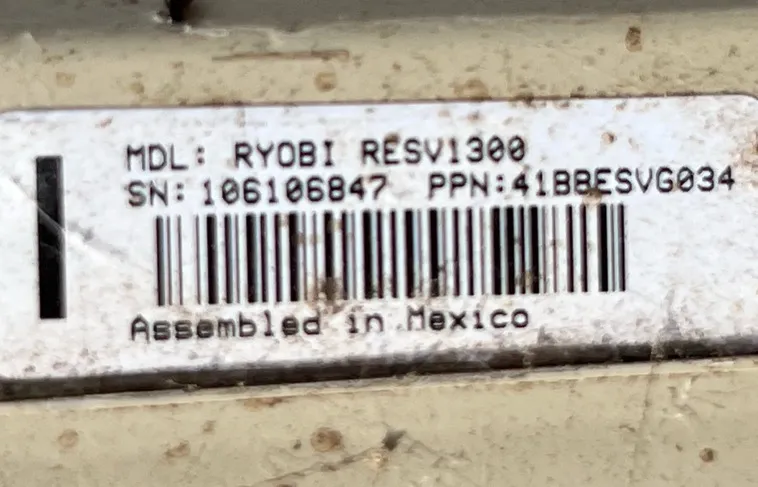 MDL: RYOBI RESV1300
SN: 106106847 PPN:41BBESVG034
Assembled in Mexico